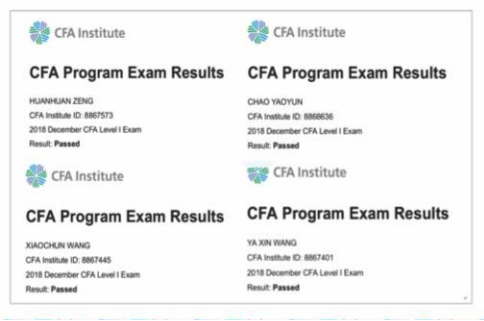 CFA Institute
CFA Program Exam Results
HUANHUAN ZENG
CFA Institute ID: 8867573
2018 December CFA Level I Exam
Result: Passed
CFA Institute
CFA Program Exam Results
CHAO YAOYUN
CFA Institute ID: 8868636
2018 December CFA Level I Exam
Result: Passed
CFA Institute
CFA Program Exam Results
XIAOCHUN WANG
CFA Institute ID: 8867445
2018 December CFA Level I Exam
Result: Passed
CFA Institute
CFA Program Exam Results
YA XIN WANG
CFA Institute ID: 8867401
2018 December CFA Level I Exam
Result: Passed